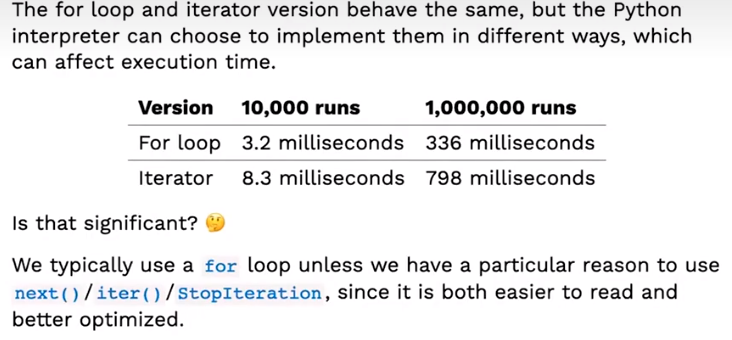 The for loop and iterator version behave the same, but the Python
interpreter can choose to implement them in different ways, which
can affect execution time.
Version 10,000 runs 1,000,000 runs
For loop 3.2 milliseconds 336 milliseconds
Iterator 8.3 milliseconds 798 milliseconds
Is that significant? 🤔
We typically use a for loop unless we have a particular reason to use
next()/iter()/StopIteration, since it is both easier to read and
better optimized.